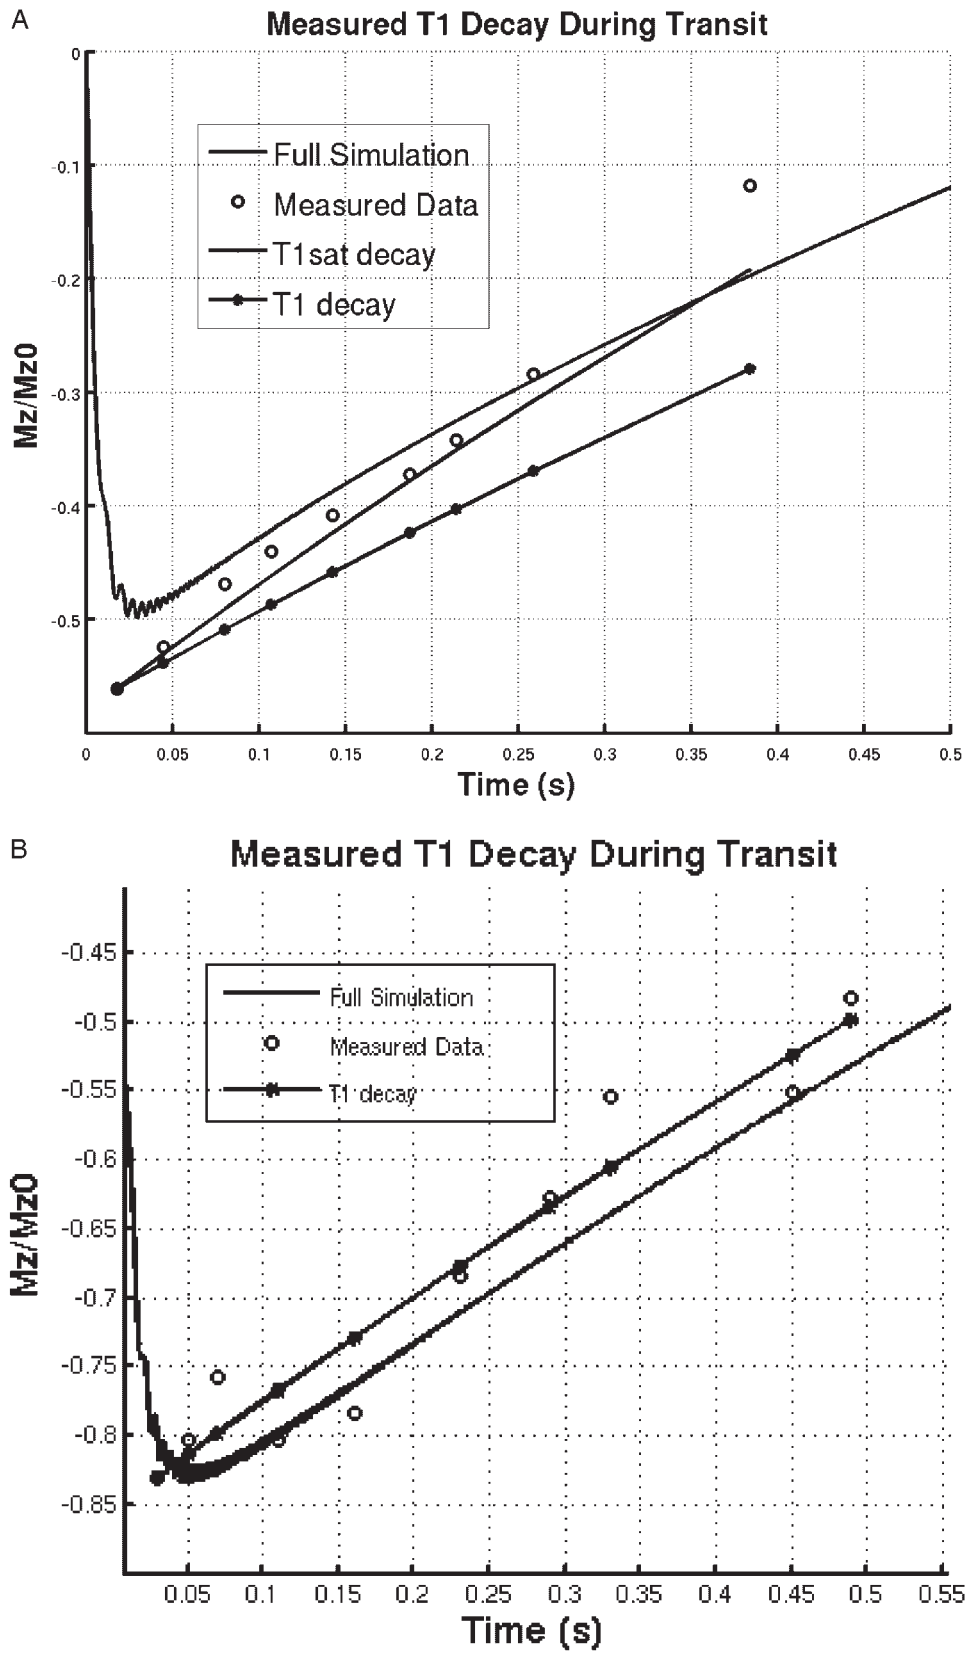 A
Measured T1 Decay During Transit
0
-0.1
-0.2
-0.3
-0.4
-0.5
Mz/Mz0
Full Simulation
Measured Data
T1sat decay
T1 decay
0 0.05 0.1 0.15 0.2 0.25 0.3 0.35 0.4 0.45 0.5
Time (s)
B
Measured T1 Decay During Transit
-0.45
-0.5
-0.55
-0.6
-0.65
-0.7
-0.75
-0.8
-0.85
Mz/Mz0
Full Simulation
Measured Data
T1 decay
0.05 0.1 0.15 0.2 0.25 0.3 0.35 0.4 0.45 0.5 0.55
Time (s)